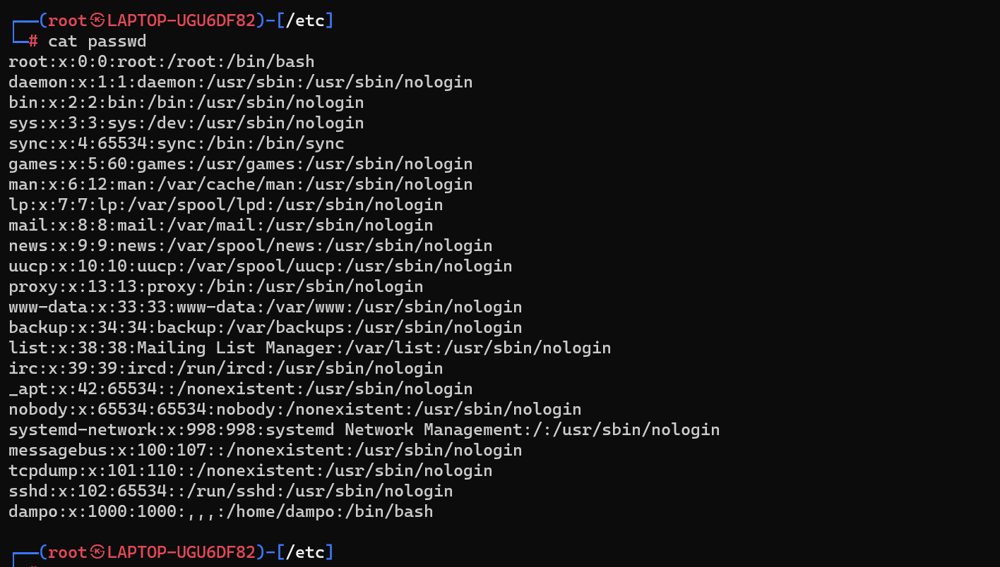 ┌──(root㉿LAPTOP-UGU6DF82)-[/etc]
└─# cat passwd
root:x:0:0:root:/root:/bin/bash
daemon:x:1:1:daemon:/usr/sbin:/usr/sbin/nologin
bin:x:2:2:bin:/bin:/usr/sbin/nologin
sys:x:3:3:sys:/dev:/usr/sbin/nologin
sync:x:4:65534:sync:/bin:/bin/sync
games:x:5:60:games:/usr/games:/usr/sbin/nologin
man:x:6:12:man:/var/cache/man:/usr/sbin/nologin
lp:x:7:7:lp:/var/spool/lpd:/usr/sbin/nologin
mail:x:8:8:mail:/var/mail:/usr/sbin/nologin
news:x:9:9:news:/var/spool/news:/usr/sbin/nologin
uucp:x:10:10:uucp:/var/spool/uucp:/usr/sbin/nologin
proxy:x:13:13:proxy:/bin:/usr/sbin/nologin
www-data:x:33:33:www-data:/var/www:/usr/sbin/nologin
backup:x:34:34:backup:/var/backups:/usr/sbin/nologin
list:x:38:38:Mailing List Manager:/var/list:/usr/sbin/nologin
irc:x:39:39:ircd:/run/ircd:/usr/sbin/nologin
_apt:x:42:65534::/nonexistent:/usr/sbin/nologin
nobody:x:65534:65534:nobody:/nonexistent:/usr/sbin/nologin
systemd-network:x:998:998:systemd Network Management:/:/usr/sbin/nologin
messagebus:x:100:107::/nonexistent:/usr/sbin/nologin
tcpdump:x:101:110::/nonexistent:/usr/sbin/nologin
sshd:x:102:65534::/run/sshd:/usr/sbin/nologin
dampo:x:1000:1000:,,,:/home/dampo:/bin/bash
┌──(root㉿LAPTOP-UGU6DF82)-[/etc]